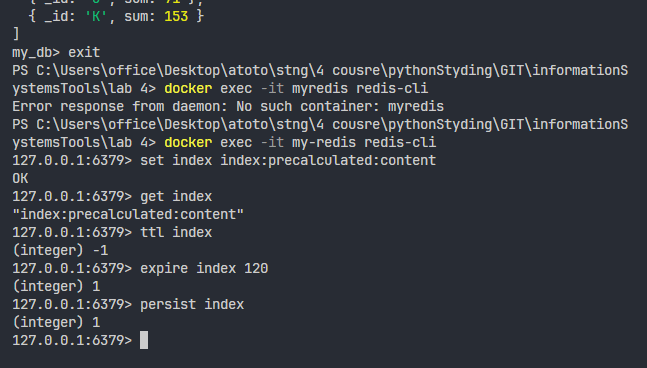 { _id: 'K', sum: 153 }
]
my_db> exit
PS C:\Users\office\Desktop\atoto\stng\4 cousre\pythonStyding\GIT\informationS
ystemsTools\lab 4> docker exec -it myredis redis-cli
Error response from daemon: No such container: myredis
PS C:\Users\office\Desktop\atoto\stng\4 cousre\pythonStyding\GIT\informationS
ystemsTools\lab 4> docker exec -it my-redis redis-cli
127.0.0.1:6379> set index index:precalculated:content
OK
127.0.0.1:6379> get index
"index:precalculated:content"
127.0.0.1:6379> ttl index
(integer) -1
127.0.0.1:6379> expire index 120
(integer) 1
127.0.0.1:6379> persist index
(integer) 1
127.0.0.1:6379>